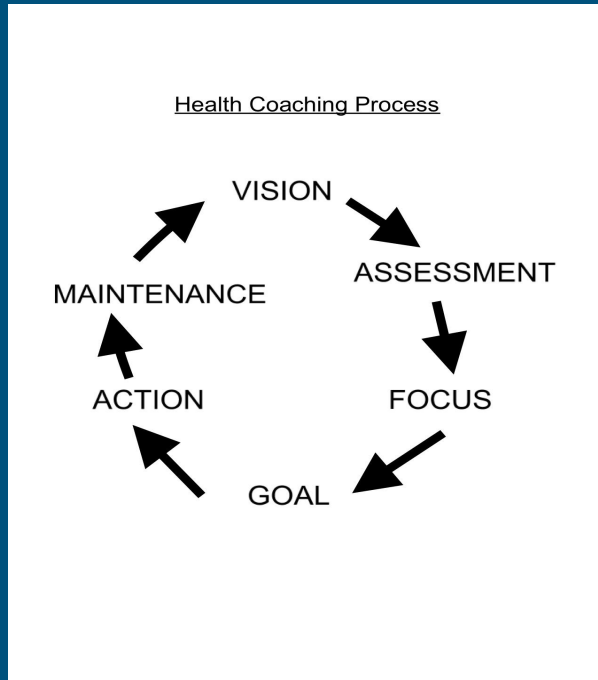 Health Coaching Process
VISION
ASSESSMENT
FOCUS
GOAL
ACTION
MAINTENANCE